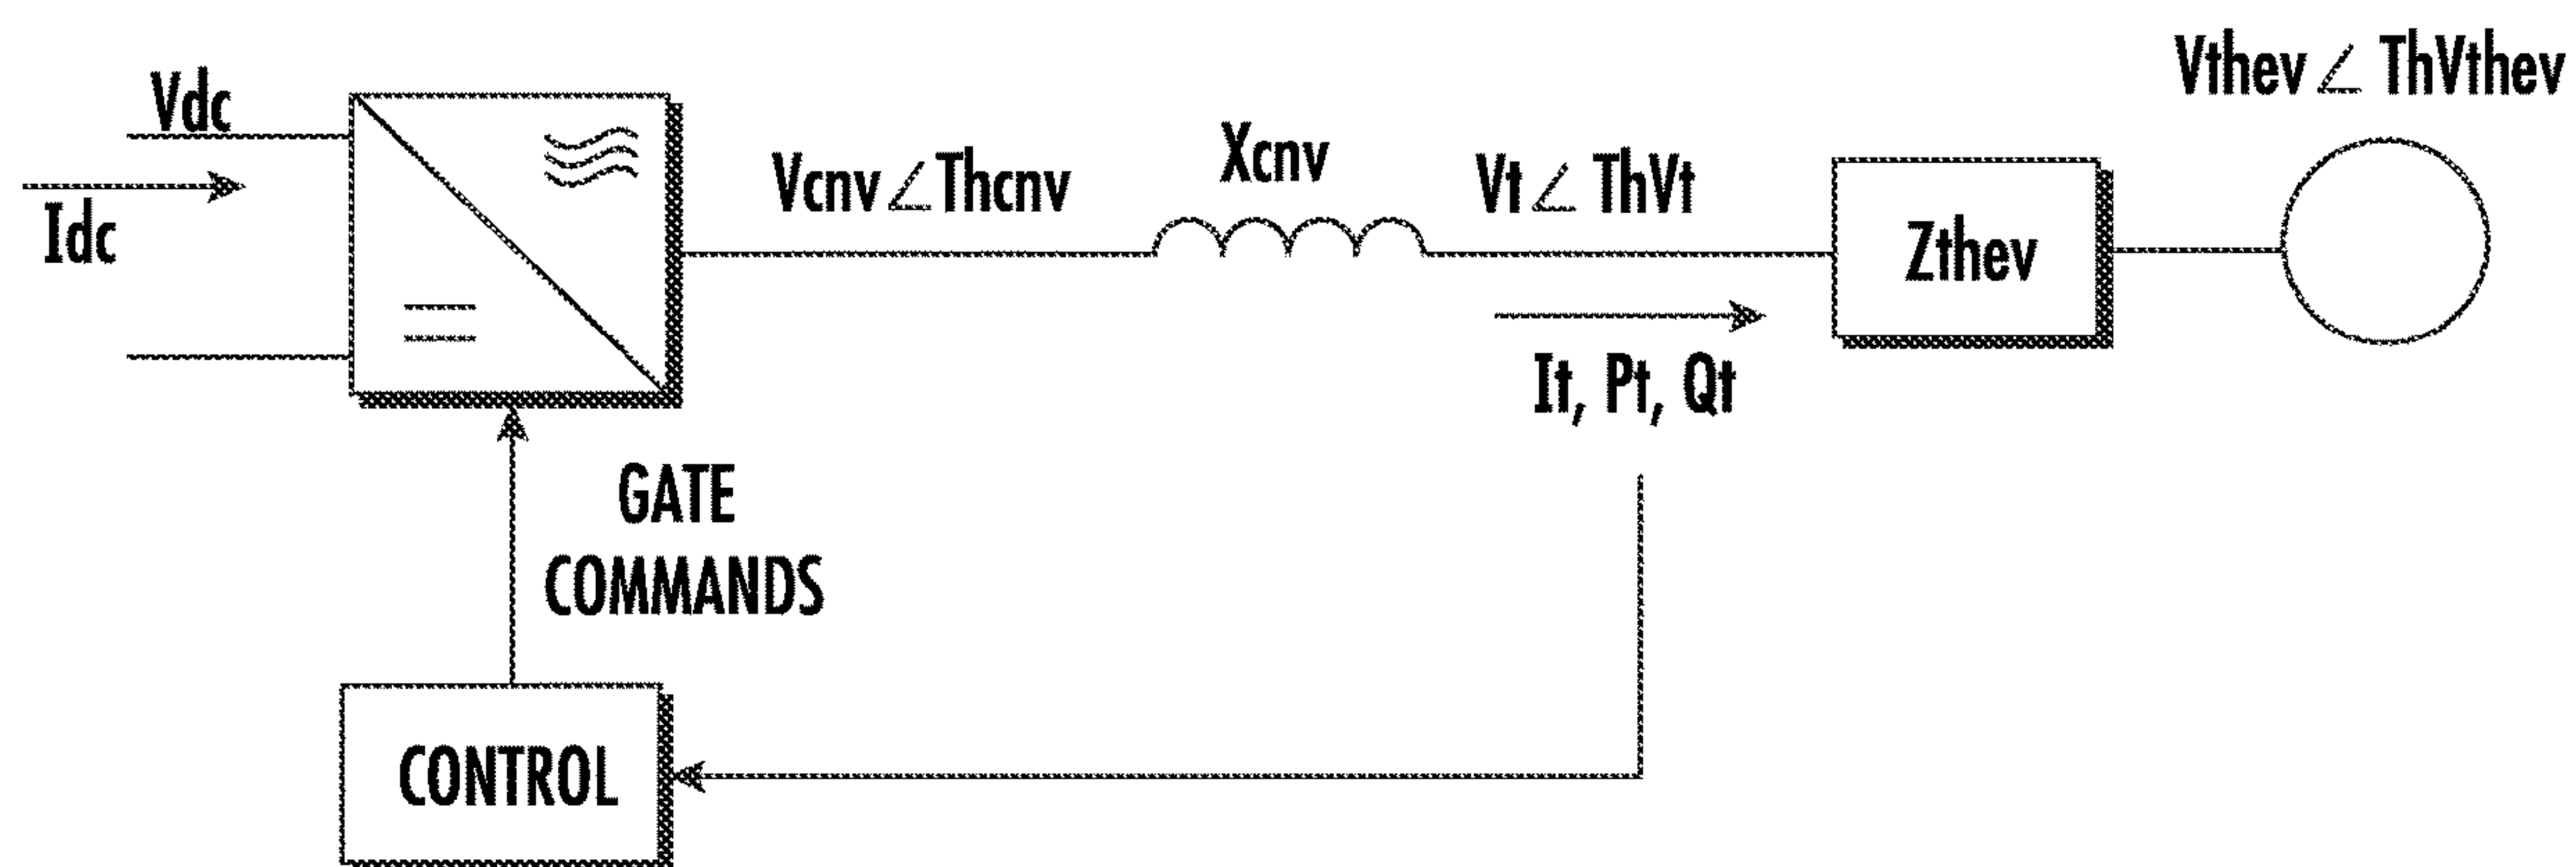 Vthev∠ ThVthev
Vdc
Idc
Vcnv∠Thcnv
Xcnv
Vt∠ ThVt
Zthev
It, Pt, Qt
GATE
COMMANDS
CONTROL